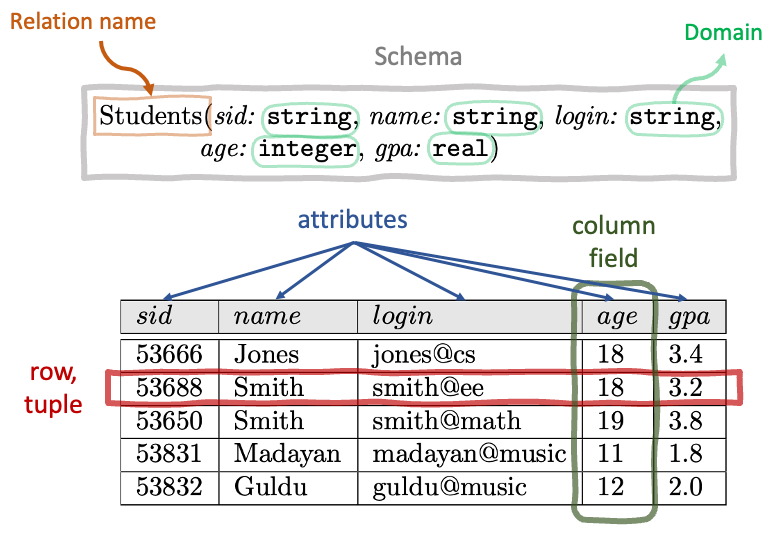 Relation name
Domain
Schema
Students(sid: string, name: string, login: string,
age: integer, gpa: real)
attributes
column
field
sid name login age gpa
row,
tuple
53666 Jones jones@cs 18 3.4
53688 Smith smith@ee 18 3.2
53650 Smith smith@math 19 3.8
53831 Madayan madayan@music 11 1.8
53832 Guldu guldu@music 12 2.0